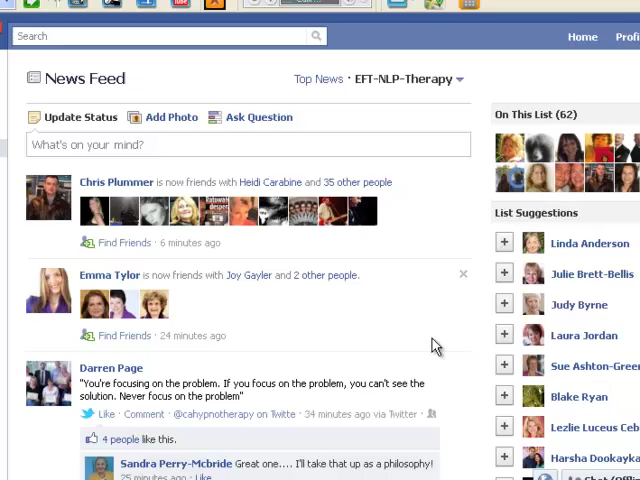 Search
Home Profi
News Feed
Top News · EFT-NLP-Therapy
Update Status Add Photo Ask Question
What's on your mind?
Chris Plummer is now friends with Heidi Carabine and 35 other people
Find Friends · 6 minutes ago
Emma Tylor is now friends with Joy Gayler and 2 other people.
Find Friends · 24 minutes ago
Darren Page
"You're focusing on the problem. If you focus on the problem, you can't see the
solution. Never focus on the problem"
Like · Comment · @cahypnotherapy on Twitte · 34 minutes ago via Twitter ·
4 people like this.
Sandra Perry-Mcbride Great one.... I'll take that up as a philosophy!
25 minutes ago · Like
On This List (62)
List Suggestions
Linda Anderson
Julie Brett-Bellis
Judy Byrne
Laura Jordan
Sue Ashton-Green
Blake Ryan
Lezlie Luceus Ceb
Harsha Dookayka